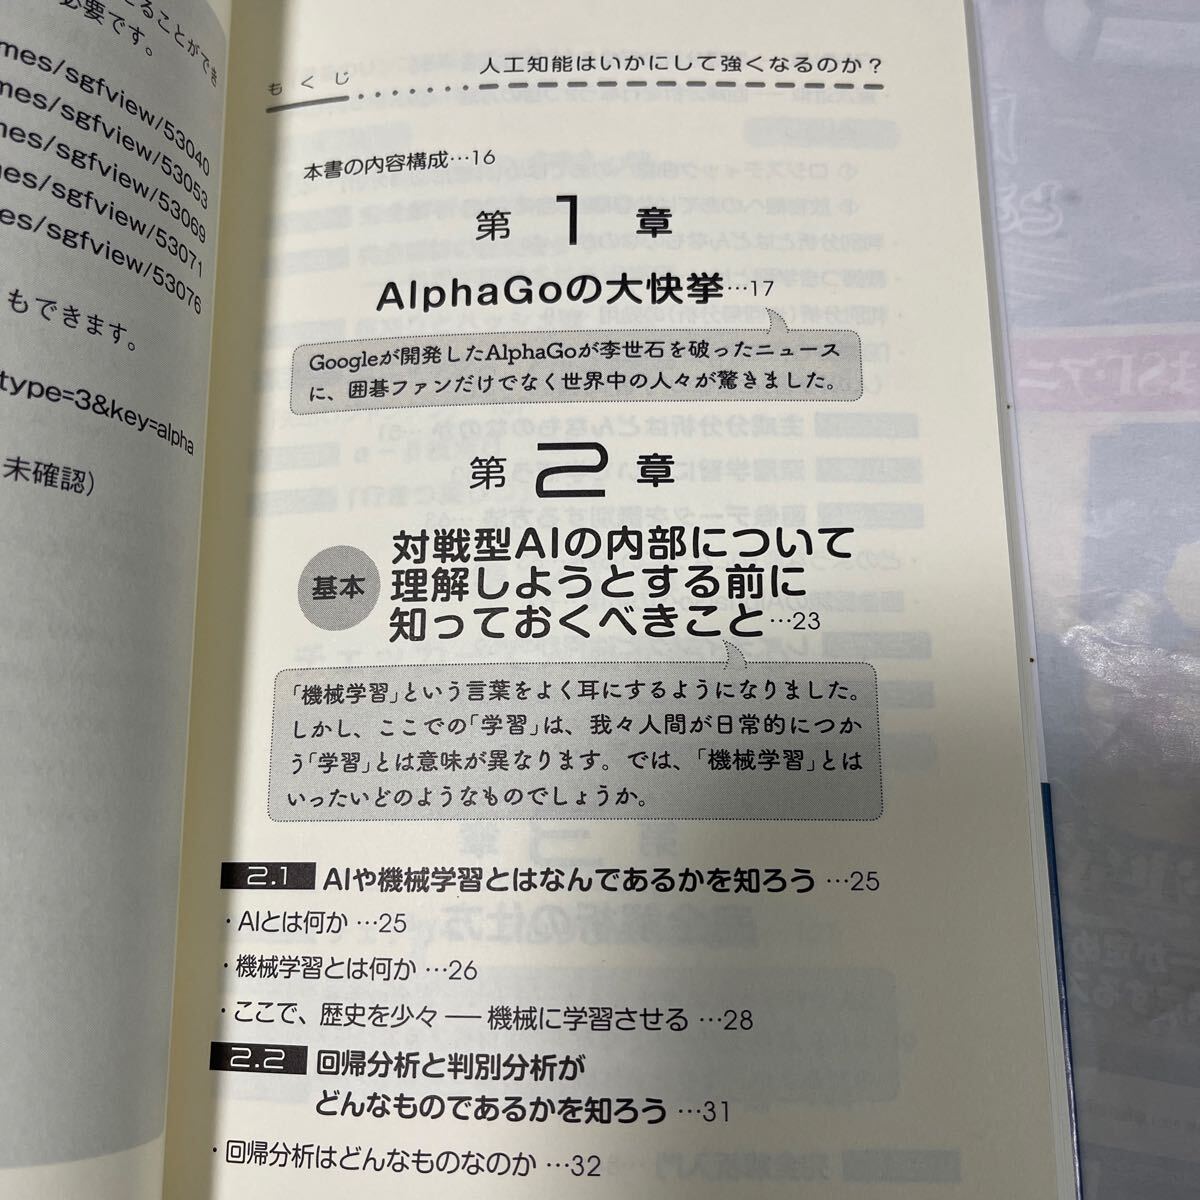 ことができ
必要です。
mes/sgfview/53040
mes/sgfview/53053
mes/sgfview/53069
mes/sgfview/53071
mes/sgfview/53076
もできます。
type=3&key=alpha
未確認）
もくじ
人工知能はいかにして強くなるのか？
本書の内容構成…16
第1章
AlphaGoの大快挙…17
Googleが開発したAlphaGoが李世石を破ったニュース
に、囲碁ファンだけでなく世界中の人々が驚きました。
第2章
基本
対戦型AIの内部について
理解しようとする前に
知っておくべきこと…23
「機械学習」という言葉をよく耳にするようになりました。
しかし、ここでの「学習」は、我々人間が日常的につか
う「学習」とは意味が異なります。では、「機械学習」とは
いったいどのようなものでしょうか。
2.1 AIや機械学習とはなんであるかを知ろう …25
・AIとは何か …25
・機械学習とは何か …26
・ここで、歴史を少々 ── 機械に学習させる …28
2.2 回帰分析と判別分析が
どんなものであるかを知ろう …31
・回帰分析はどんなものなのか …32